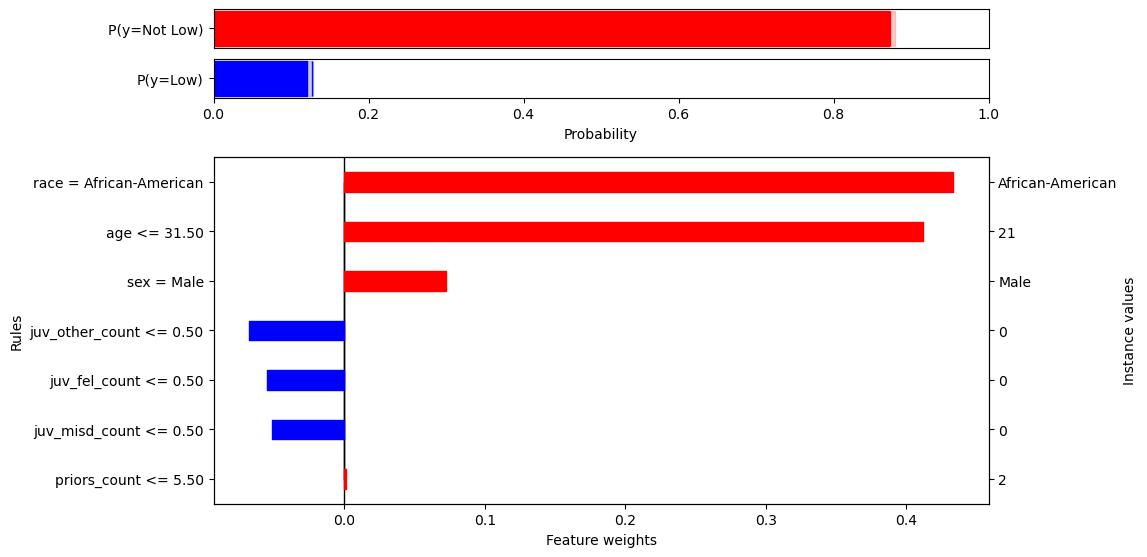 P(y=Not Low)
P(y=Low)
0.0 0.2 0.4 0.6 0.8 1.0
Probability
Rules
race = African-American African-American
age <= 31.50 21
sex = Male Male
juv_other_count <= 0.50 0
juv_fel_count <= 0.50 0
juv_misd_count <= 0.50 0
priors_count <= 5.50 2
Instance values
0.0 0.1 0.2 0.3 0.4
Feature weights